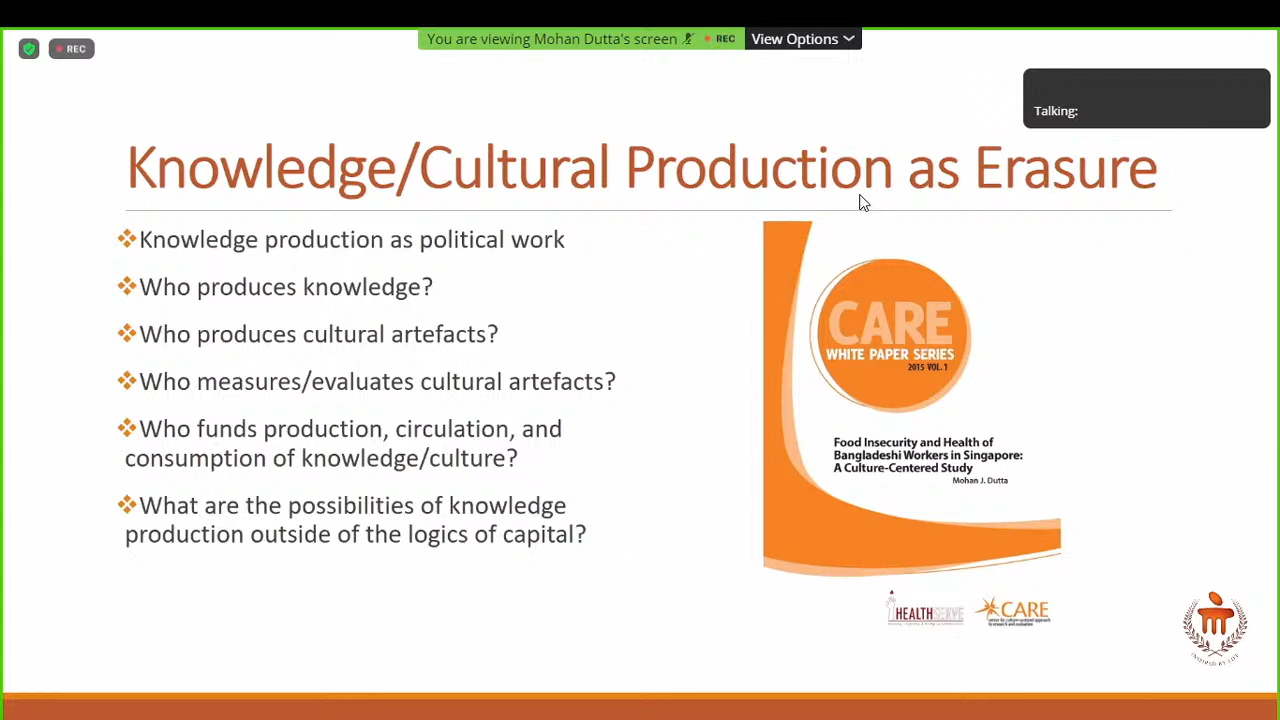 You are viewing Mohan Dutta's screen
REC
View Options
REC
Talking:
Knowledge/Cultural Production as Erasure
Knowledge production as political work
Who produces knowledge?
Who produces cultural artefacts?
Who measures/evaluates cultural artefacts?
Who funds production, circulation, and
consumption of knowledge/culture?
What are the possibilities of knowledge
production outside of the logics of capital?
CARE
WHITE PAPER SERIES
2015 VOL.1
Food Insecurity and Health of
Bangladeshi Workers in Singapore:
A Culture-Centered Study
Mohan J. Dutta
HEALTHSERVE
CARE
INSPIRED BY LIFE